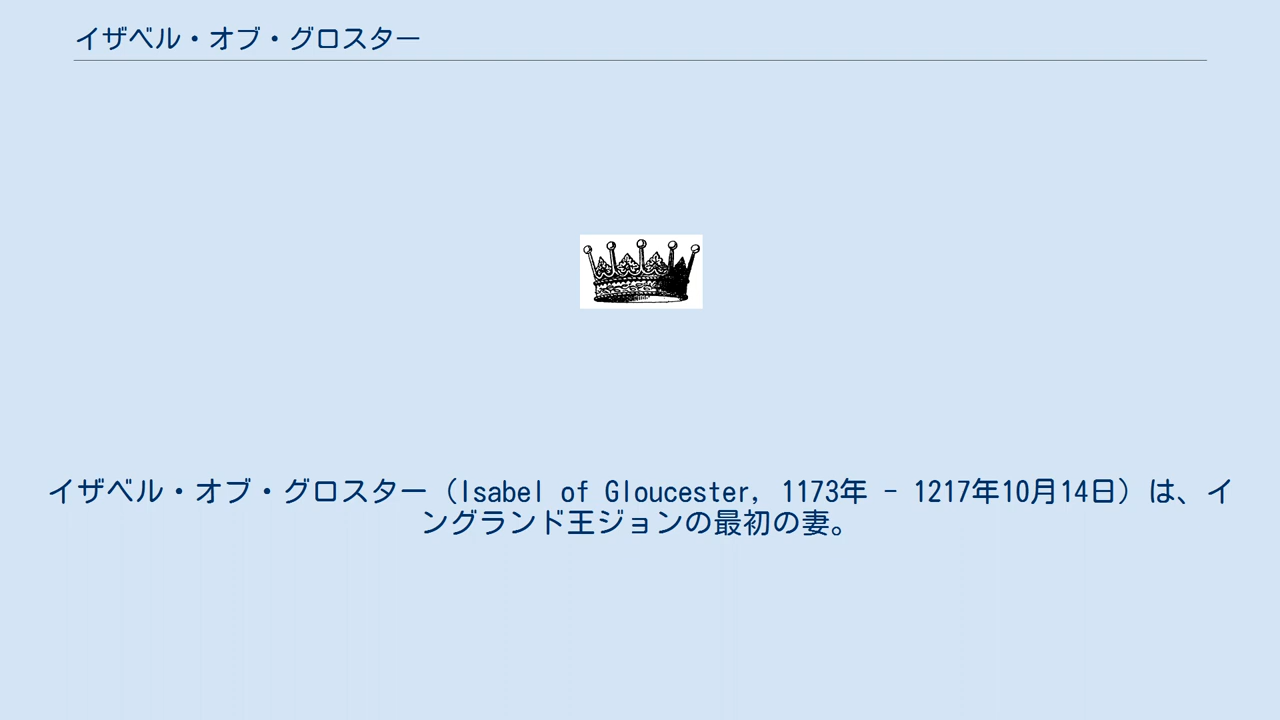 イザベル・オブ・グロスター
イザベル・オブ・グロスター（Isabel of Gloucester, 1173年 - 1217年10月14日）は、イ
ングランド王ジョンの最初の妻。